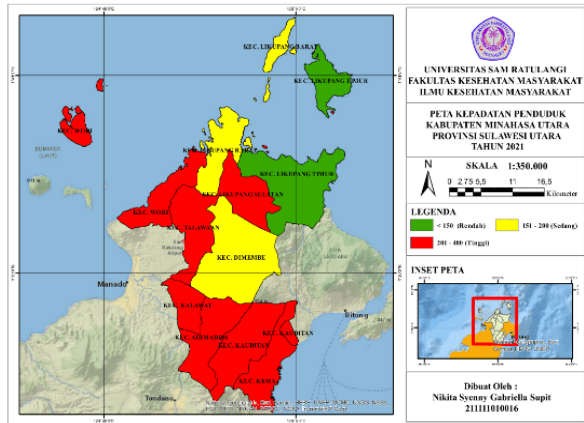 KEC. LIKUPANG BARAT
KEC. LIKUPANG TIMUR
KEC. WORI
KEC. LIKUPANG TIMUR
KEC. LIKUPANG SELATAN
KEC. WORI
KEC. DIMEMBE
Manado
KEC. KALAWAT
KEC. KAUDITAN
Bitung
KEC. KAUDITAN
KEC. KEMA
Tondano
UNIVERSITAS SAM RATULANGI
FAKULTAS KESEHATAN MASYARAKAT
ILMU KESEHATAN MASYARAKAT
PETA KEPADATAN PENDUDUK
KABUPATEN MINAHASA UTARA
PROVINSI SULAWESI UTARA
TAHUN 2021
N
SKALA 1:350.000
0 2,75 5,5 11 16,5
Kilometer
LEGENDA
< 150 (Rendah)
151 - 200 (Sedang)
201 - 400 (Tinggi)
INSET PETA
Dibuat Oleh :
Nikita Syenny Gabriella Supit
211111010016